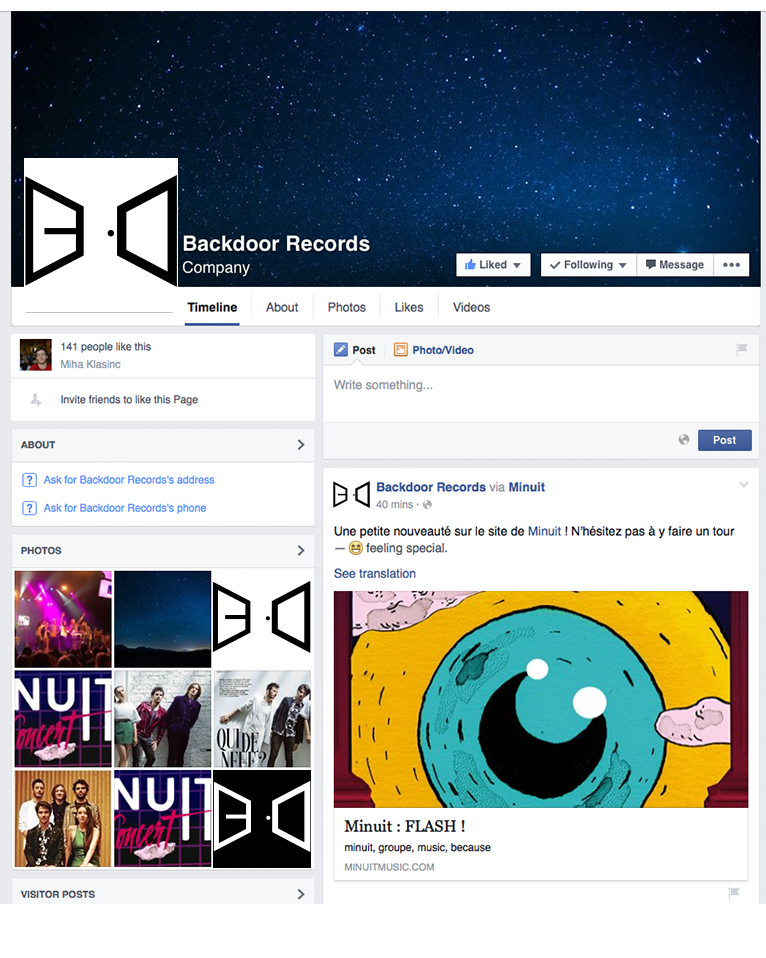 Backdoor Records
Company
Liked
Following
Message
Timeline
About
Photos
Likes
Videos
141 people like this
Miha Klasinc
Invite friends to like this Page
ABOUT
? Ask for Backdoor Records's address
? Ask for Backdoor Records's phone
PHOTOS
NUIT
Concert
QUI DE
NEUF?
NUIT
Concert
VISITOR POSTS
Post
Photo/Video
Write something...
Post
Backdoor Records via Minuit
40 mins ·
Une petite nouveauté sur le site de Minuit ! N'hésitez pas à y faire un tour
— feeling special.
See translation
Minuit : FLASH !
minuit, groupe, music, because
MINUITMUSIC.COM